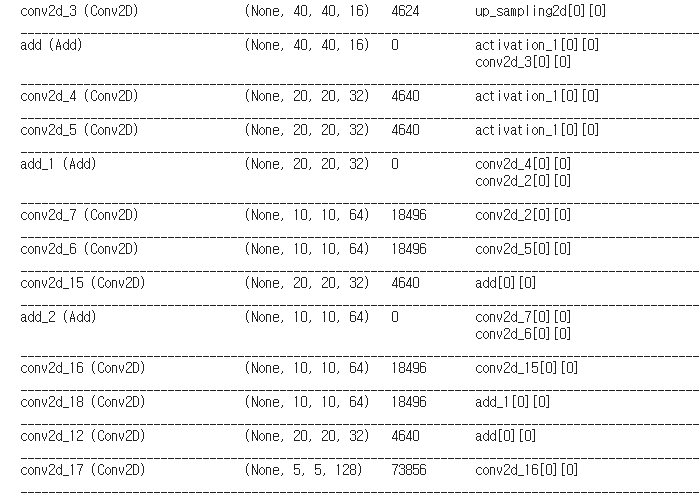 conv2d_3 (Conv2D) (None, 40, 40, 16) 4624 up_sampling2d[0][0]
add (Add) (None, 40, 40, 16) 0 activation_1[0][0]
conv2d_3[0][0]
conv2d_4 (Conv2D) (None, 20, 20, 32) 4640 activation_1[0][0]
conv2d_5 (Conv2D) (None, 20, 20, 32) 4640 activation_1[0][0]
add_1 (Add) (None, 20, 20, 32) 0 conv2d_4[0][0]
conv2d_2[0][0]
conv2d_7 (Conv2D) (None, 10, 10, 64) 18496 conv2d_2[0][0]
conv2d_6 (Conv2D) (None, 10, 10, 64) 18496 conv2d_5[0][0]
conv2d_15 (Conv2D) (None, 20, 20, 32) 4640 add[0][0]
add_2 (Add) (None, 10, 10, 64) 0 conv2d_7[0][0]
conv2d_6[0][0]
conv2d_16 (Conv2D) (None, 10, 10, 64) 18496 conv2d_15[0][0]
conv2d_18 (Conv2D) (None, 10, 10, 64) 18496 add_1[0][0]
conv2d_12 (Conv2D) (None, 20, 20, 32) 4640 add[0][0]
conv2d_17 (Conv2D) (None, 5, 5, 128) 73856 conv2d_16[0][0]